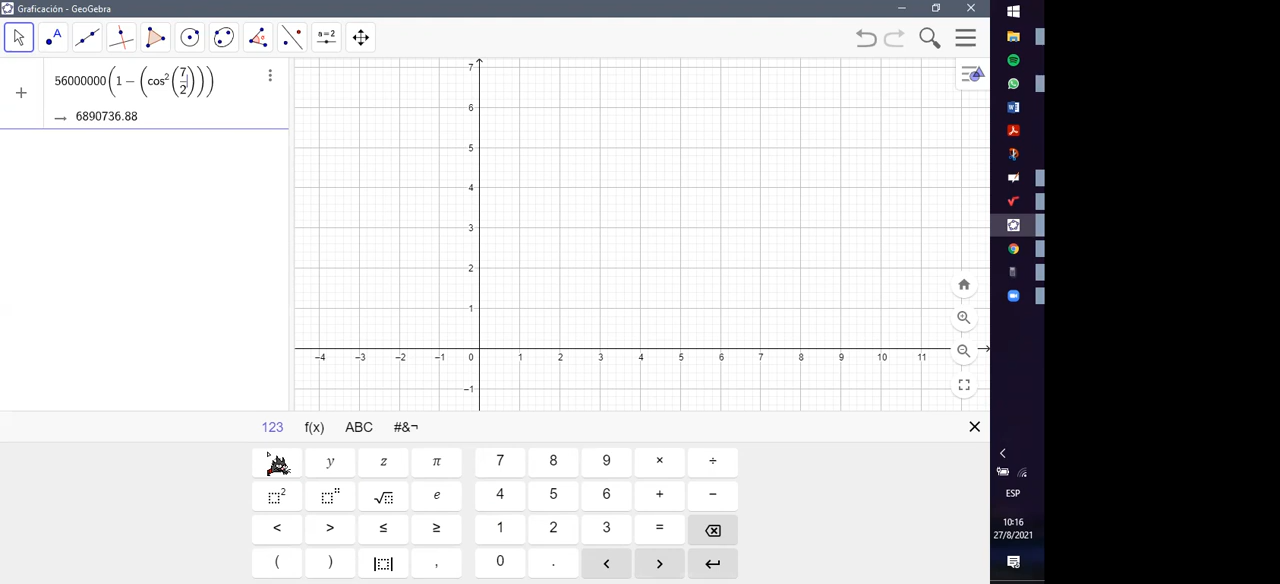 Graficación - GeoGebra
a=2
56000000(1 − (cos²(7/2)))
→ 6890736.88
7
6
5
4
3
2
1
−1
−4 −3 −2 −1 0 1 2 3 4 5 6 7 8 9 10 11
123 f(x) ABC #&¬
y z π 7 8 9 × ÷
□² □□ √□ e 4 5 6 + −
< > ≤ ≥ 1 2 3 =
( ) |□| , 0 . < >
ESP
10:16
27/8/2021